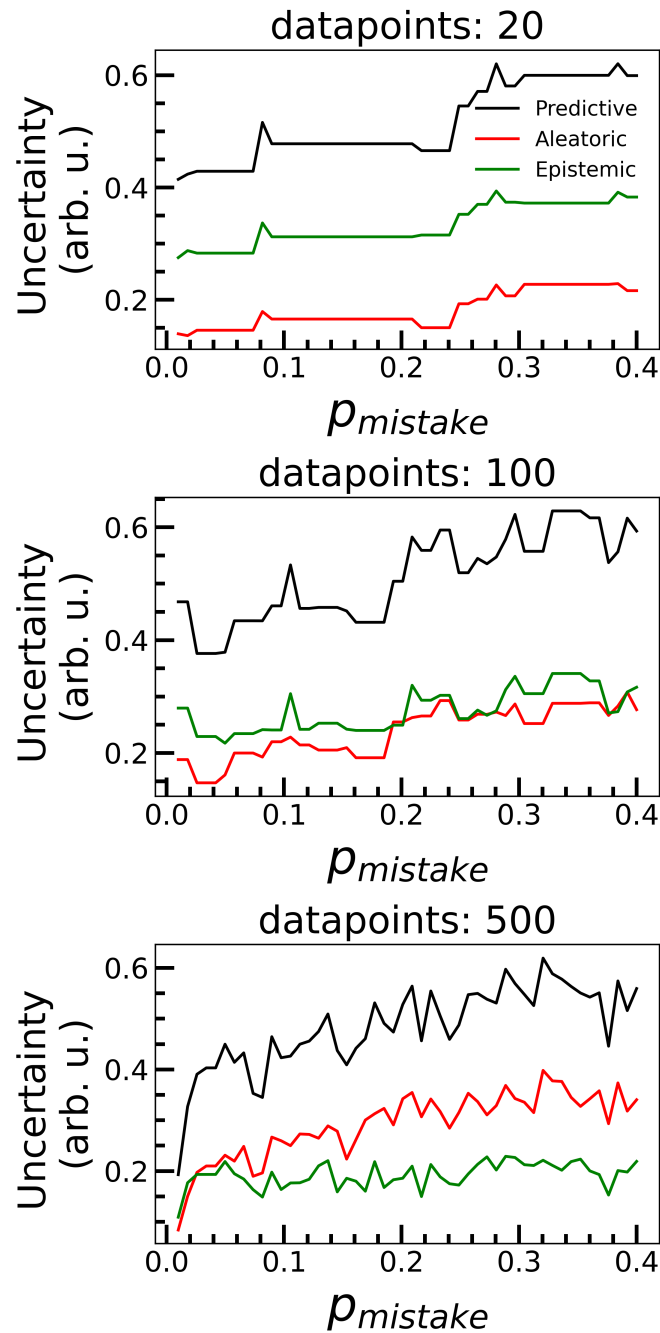 datapoints: 20
Uncertainty
(arb. u.)
0.6
0.4
0.2
Predictive
Aleatoric
Epistemic
0.0 0.1 0.2 0.3 0.4
p_mistake
datapoints: 100
Uncertainty
(arb. u.)
0.6
0.4
0.2
0.0 0.1 0.2 0.3 0.4
p_mistake
datapoints: 500
Uncertainty
(arb. u.)
0.6
0.4
0.2
0.0 0.1 0.2 0.3 0.4
p_mistake